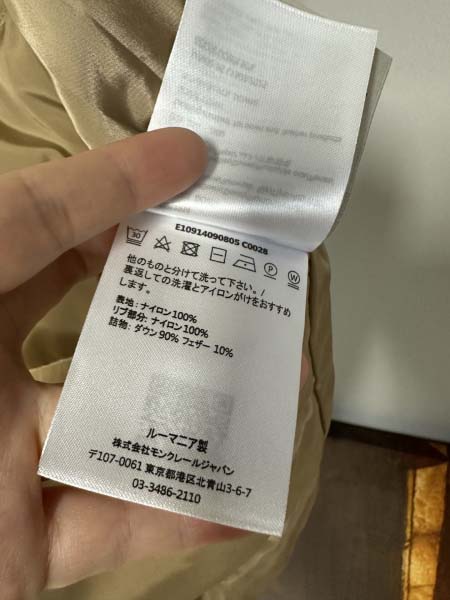 E10914090805 C0028
30
P W
他のものと分けて洗って下さい。/
裏返しての洗濯とアイロンがけをおすすめ
します。
表地: ナイロン100%
リブ部分: ナイロン100%
詰物: ダウン 90% フェザー 10%
ルーマニア製
株式会社モンクレールジャパン
〒107-0061 東京都港区北青山3-6-7
03-3486-2110